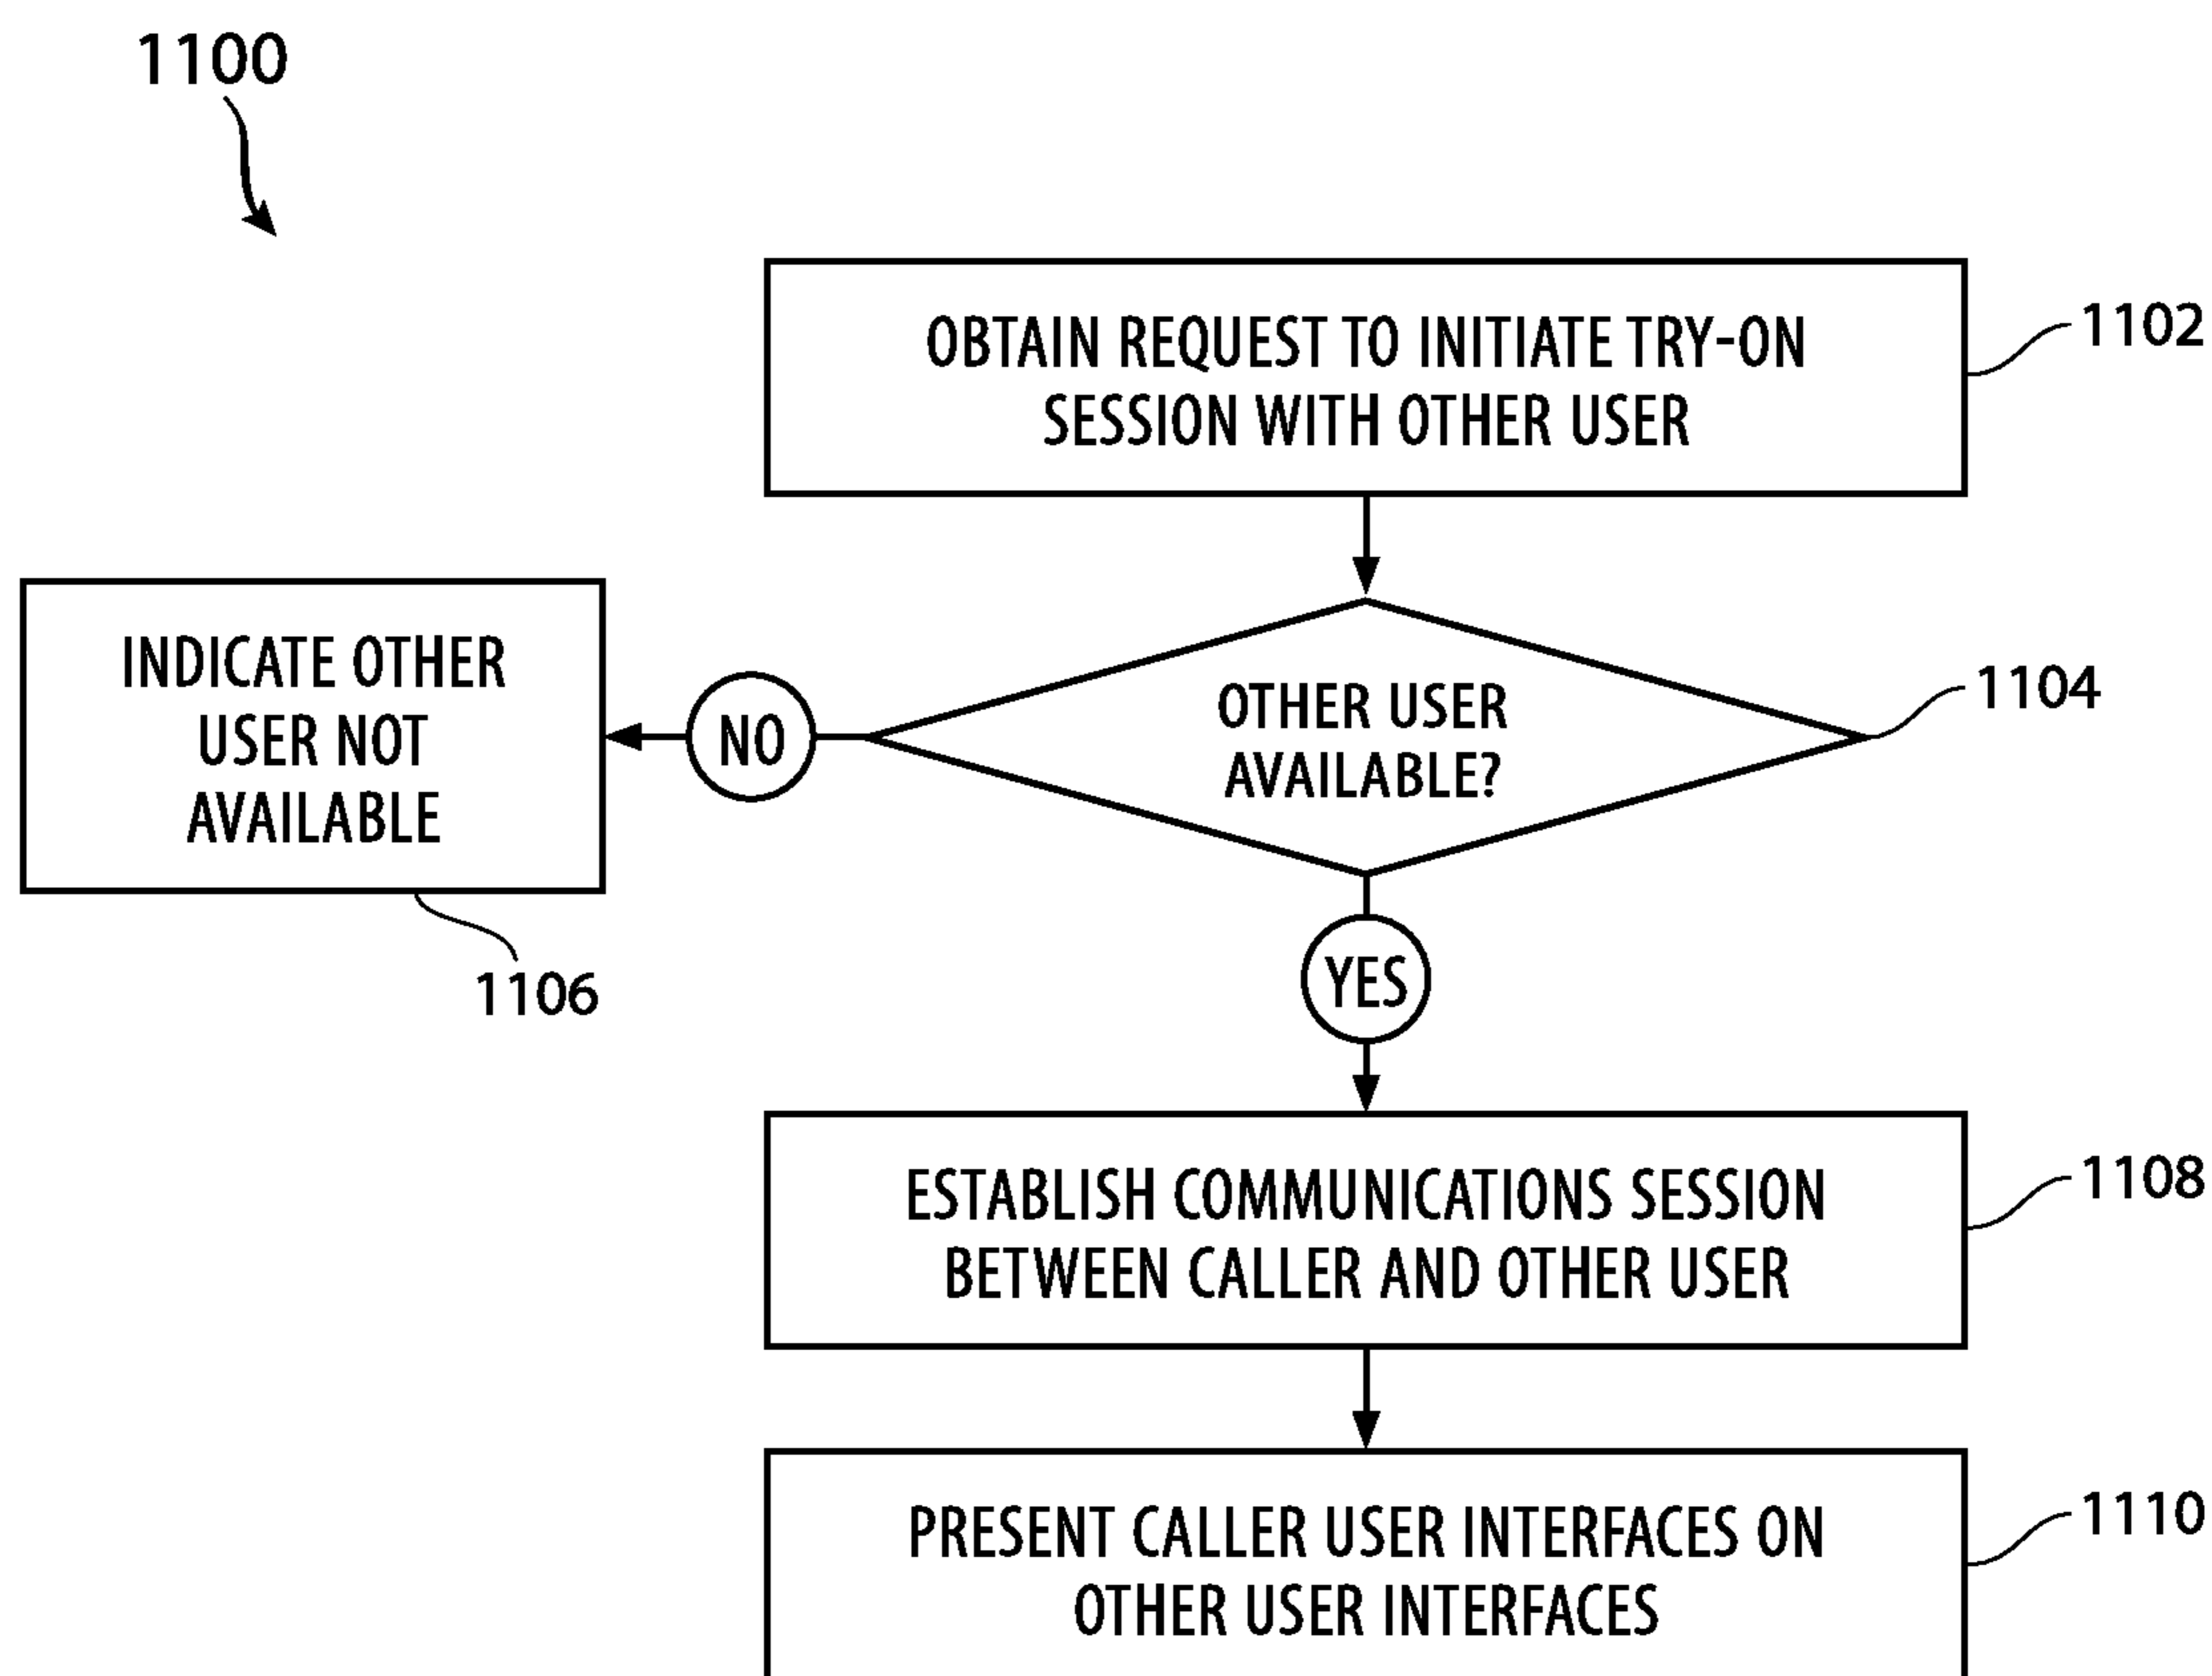 1100
OBTAIN REQUEST TO INITIATE TRY-ON
SESSION WITH OTHER USER
1102
OTHER USER
AVAILABLE?
1104
NO
INDICATE OTHER
USER NOT
AVAILABLE
1106
YES
ESTABLISH COMMUNICATIONS SESSION
BETWEEN CALLER AND OTHER USER
1108
PRESENT CALLER USER INTERFACES ON
OTHER USER INTERFACES
1110